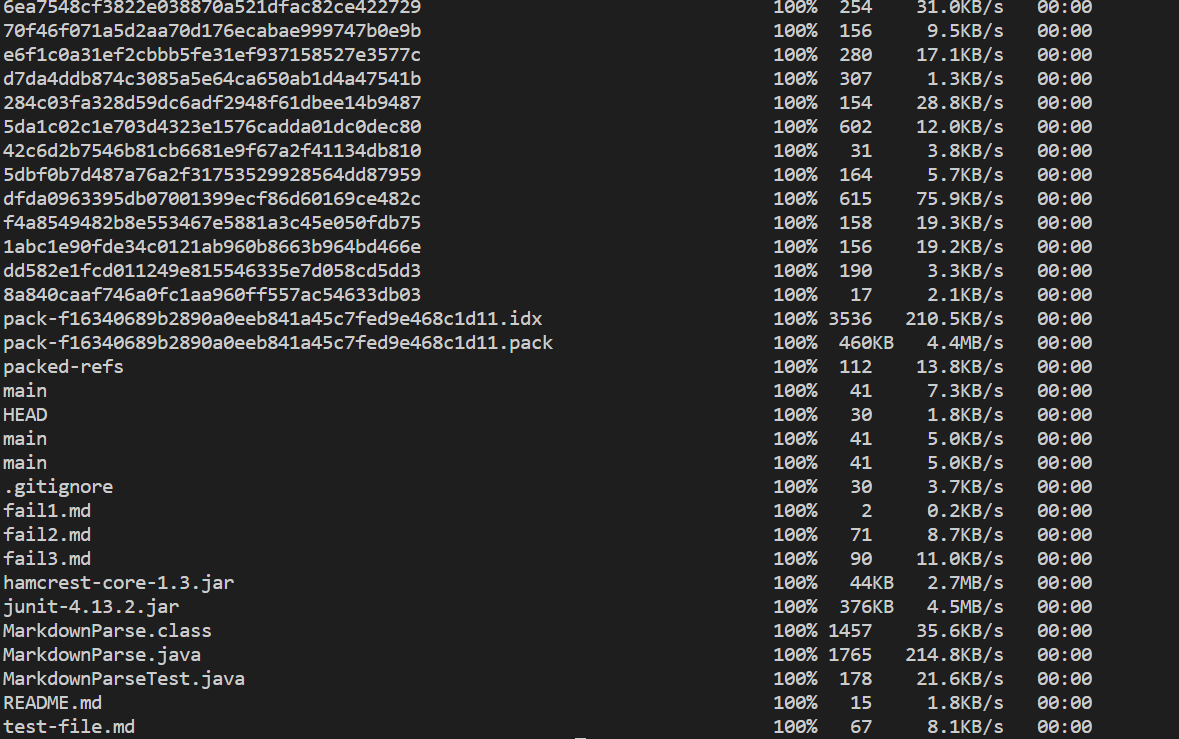 6ea7548cf3822e038870a521dfac82ce422729 100% 254 31.0KB/s 00:00
70f46f071a5d2aa70d176ecabae999747b0e9b 100% 156 9.5KB/s 00:00
e6f1c0a31ef2cbbb5fe31ef937158527e3577c 100% 280 17.1KB/s 00:00
d7da4ddb874c3085a5e64ca650ab1d4a47541b 100% 307 1.3KB/s 00:00
284c03fa328d59dc6adf2948f61dbee14b9487 100% 154 28.8KB/s 00:00
5da1c02c1e703d4323e1576cadda01dc0dec80 100% 602 12.0KB/s 00:00
42c6d2b7546b81cb6681e9f67a2f41134db810 100% 31 3.8KB/s 00:00
5dbf0b7d487a76a2f31753529928564dd87959 100% 164 5.7KB/s 00:00
dfda0963395db07001399ecf86d60169ce482c 100% 615 75.9KB/s 00:00
f4a8549482b8e553467e5881a3c45e050fdb75 100% 158 19.3KB/s 00:00
1abc1e90fde34c0121ab960b8663b964bd466e 100% 156 19.2KB/s 00:00
dd582e1fcd011249e815546335e7d058cd5dd3 100% 190 3.3KB/s 00:00
8a840caaf746a0fc1aa960ff557ac54633db03 100% 17 2.1KB/s 00:00
pack-f16340689b2890a0eeb841a45c7fed9e468c1d11.idx 100% 3536 210.5KB/s 00:00
pack-f16340689b2890a0eeb841a45c7fed9e468c1d11.pack 100% 460KB 4.4MB/s 00:00
packed-refs 100% 112 13.8KB/s 00:00
main 100% 41 7.3KB/s 00:00
HEAD 100% 30 1.8KB/s 00:00
main 100% 41 5.0KB/s 00:00
main 100% 41 5.0KB/s 00:00
.gitignore 100% 30 3.7KB/s 00:00
fail1.md 100% 2 0.2KB/s 00:00
fail2.md 100% 71 8.7KB/s 00:00
fail3.md 100% 90 11.0KB/s 00:00
hamcrest-core-1.3.jar 100% 44KB 2.7MB/s 00:00
junit-4.13.2.jar 100% 376KB 4.5MB/s 00:00
MarkdownParse.class 100% 1457 35.6KB/s 00:00
MarkdownParse.java 100% 1765 214.8KB/s 00:00
MarkdownParseTest.java 100% 178 21.6KB/s 00:00
README.md 100% 15 1.8KB/s 00:00
test-file.md 100% 67 8.1KB/s 00:00